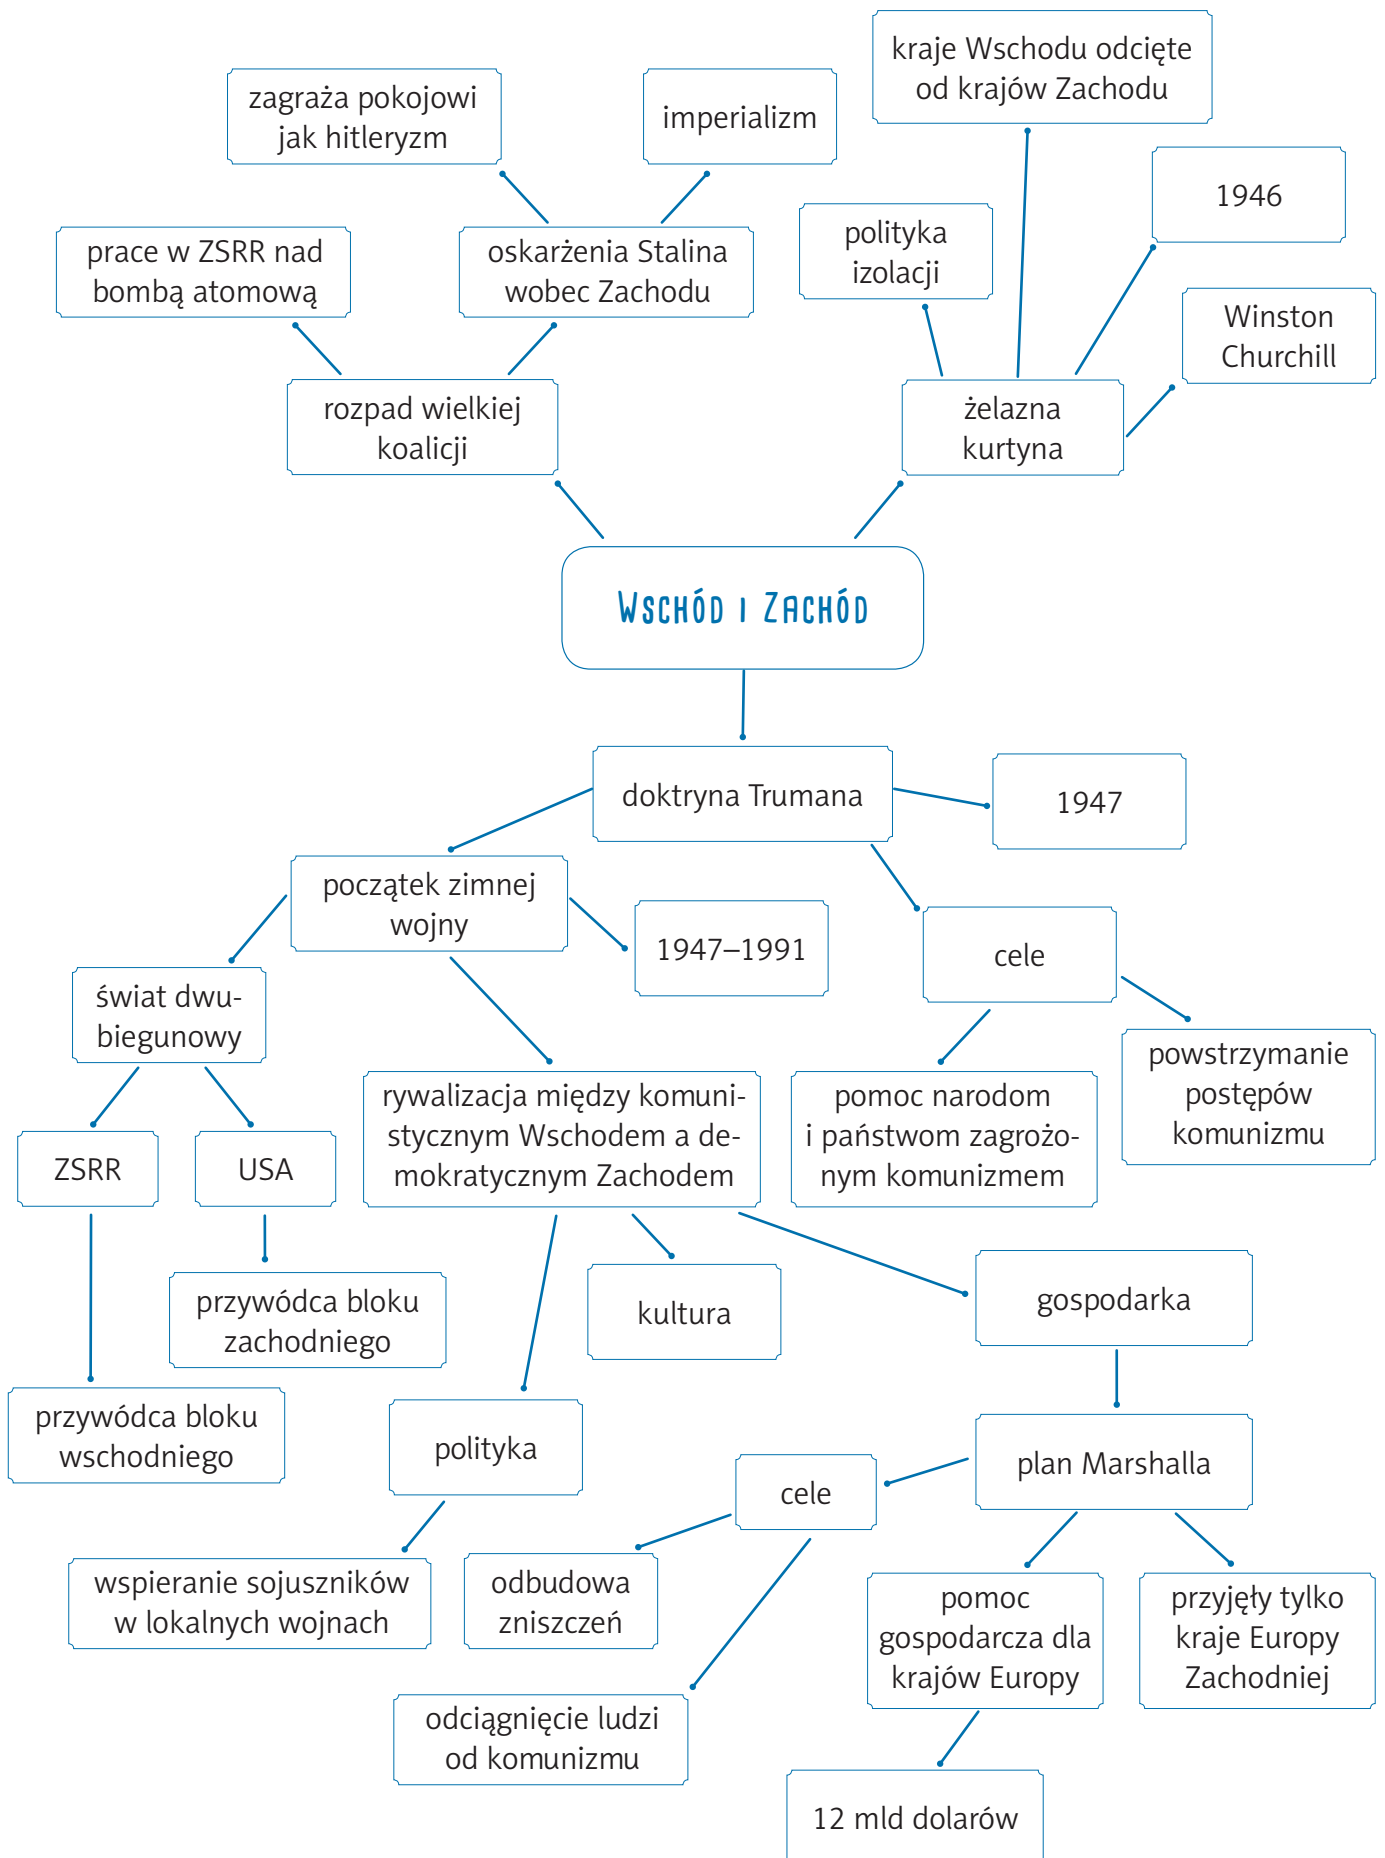 kraje Wschodu odcięte
od krajów Zachodu
zagraża pokojowi
jak hitleryzm
imperializm
1946
polityka
izolacji
prace w ZSRR nad
bombą atomową
oskarżenia Stalina
wobec Zachodu
Winston
Churchill
rozpad wielkiej
koalicji
żelazna
kurtyna
WSCHÓD I ZACHÓD
doktryna Trumana
1947
początek zimnej
wojny
1947–1991
cele
świat dwu-
biegunowy
powstrzymanie
postępów
komunizmu
rywalizacja między komuni-
stycznym Wschodem a de-
mokratycznym Zachodem
pomoc narodom
i państwom zagrożo-
nym komunizmem
ZSRR
USA
przywódca bloku
zachodniego
kultura
gospodarka
przywódca bloku
wschodniego
polityka
plan Marshalla
cele
wspieranie sojuszników
w lokalnych wojnach
odbudowa
zniszczeń
pomoc
gospodarcza dla
krajów Europy
przyjęły tylko
kraje Europy
Zachodniej
odciągnięcie ludzi
od komunizmu
12 mld dolarów